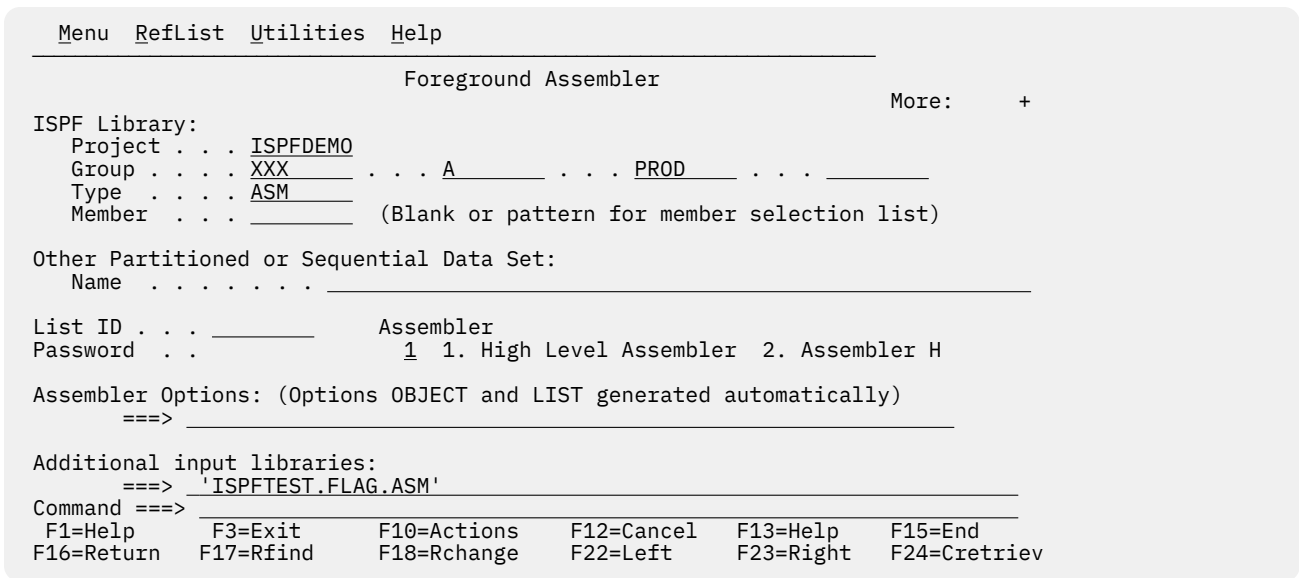 Menu  RefList  Utilities  Help
Foreground Assembler
More:     +
ISPF Library:
Project . . . ISPFDEMO
Group . . . . XXX      . . . A        . . . PROD     . . . ________
Type  . . . . ASM
Member  . . . ________  (Blank or pattern for member selection list)
Other Partitioned or Sequential Data Set:
Name  . . . . . . .
List ID . . . ________     Assembler
Password  . .                1  1. High Level Assembler  2. Assembler H
Assembler Options: (Options OBJECT and LIST generated automatically)
===>
Additional input libraries:
===> 'ISPFTEST.FLAG.ASM'
Command ===>
F1=Help      F3=Exit      F10=Actions    F12=Cancel   F13=Help     F15=End
F16=Return   F17=Rfind     F18=Rchange    F22=Left     F23=Right   F24=Cretriev